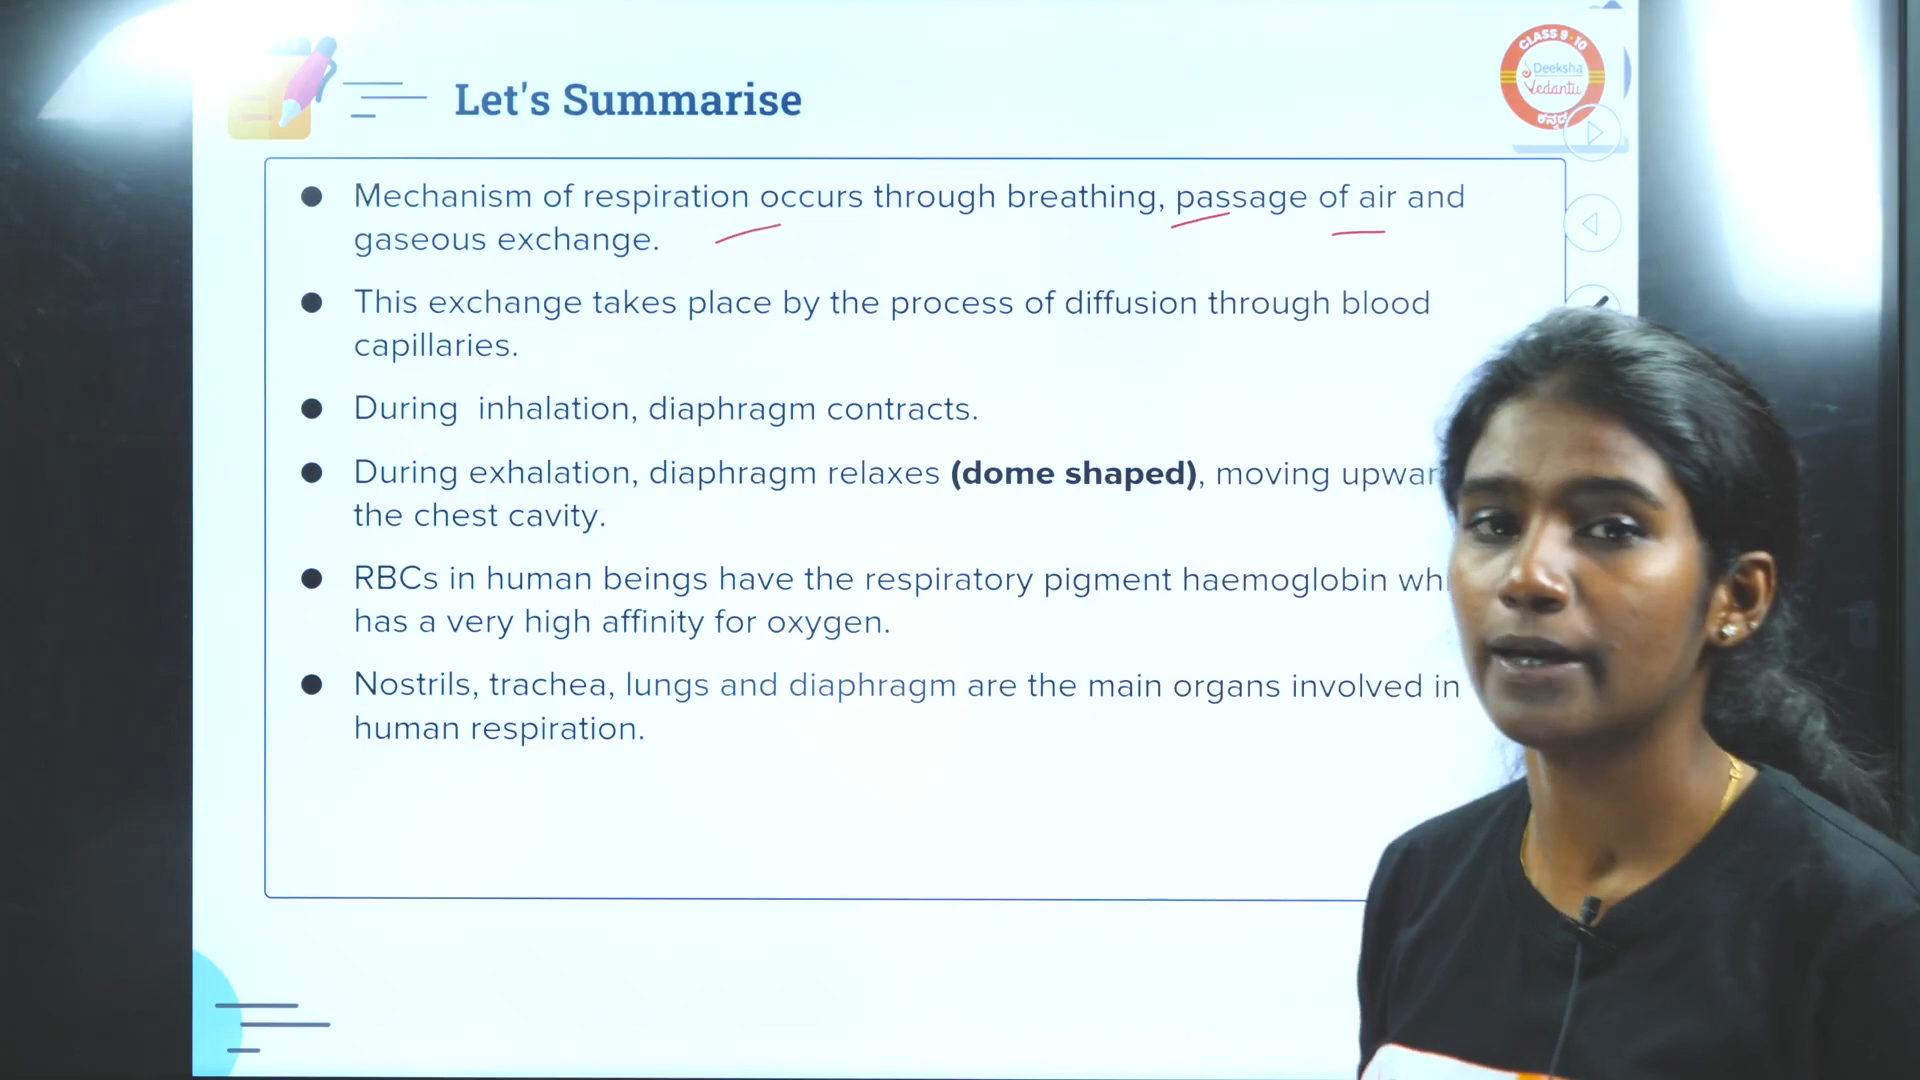 Let's Summarise
CLASS 9-10
Deeksha
Vedantu
ಕನ್ನಡ
● Mechanism of respiration occurs through breathing, passage of air and
gaseous exchange.
● This exchange takes place by the process of diffusion through blood
capillaries.
● During inhalation, diaphragm contracts.
● During exhalation, diaphragm relaxes (dome shaped), moving
the chest cavity.
● RBCs in human beings have the respiratory pigment haemoglobin
has a very high affinity for oxygen.
● Nostrils, trachea, lungs and diaphragm are the main organs involved in
human respiration.